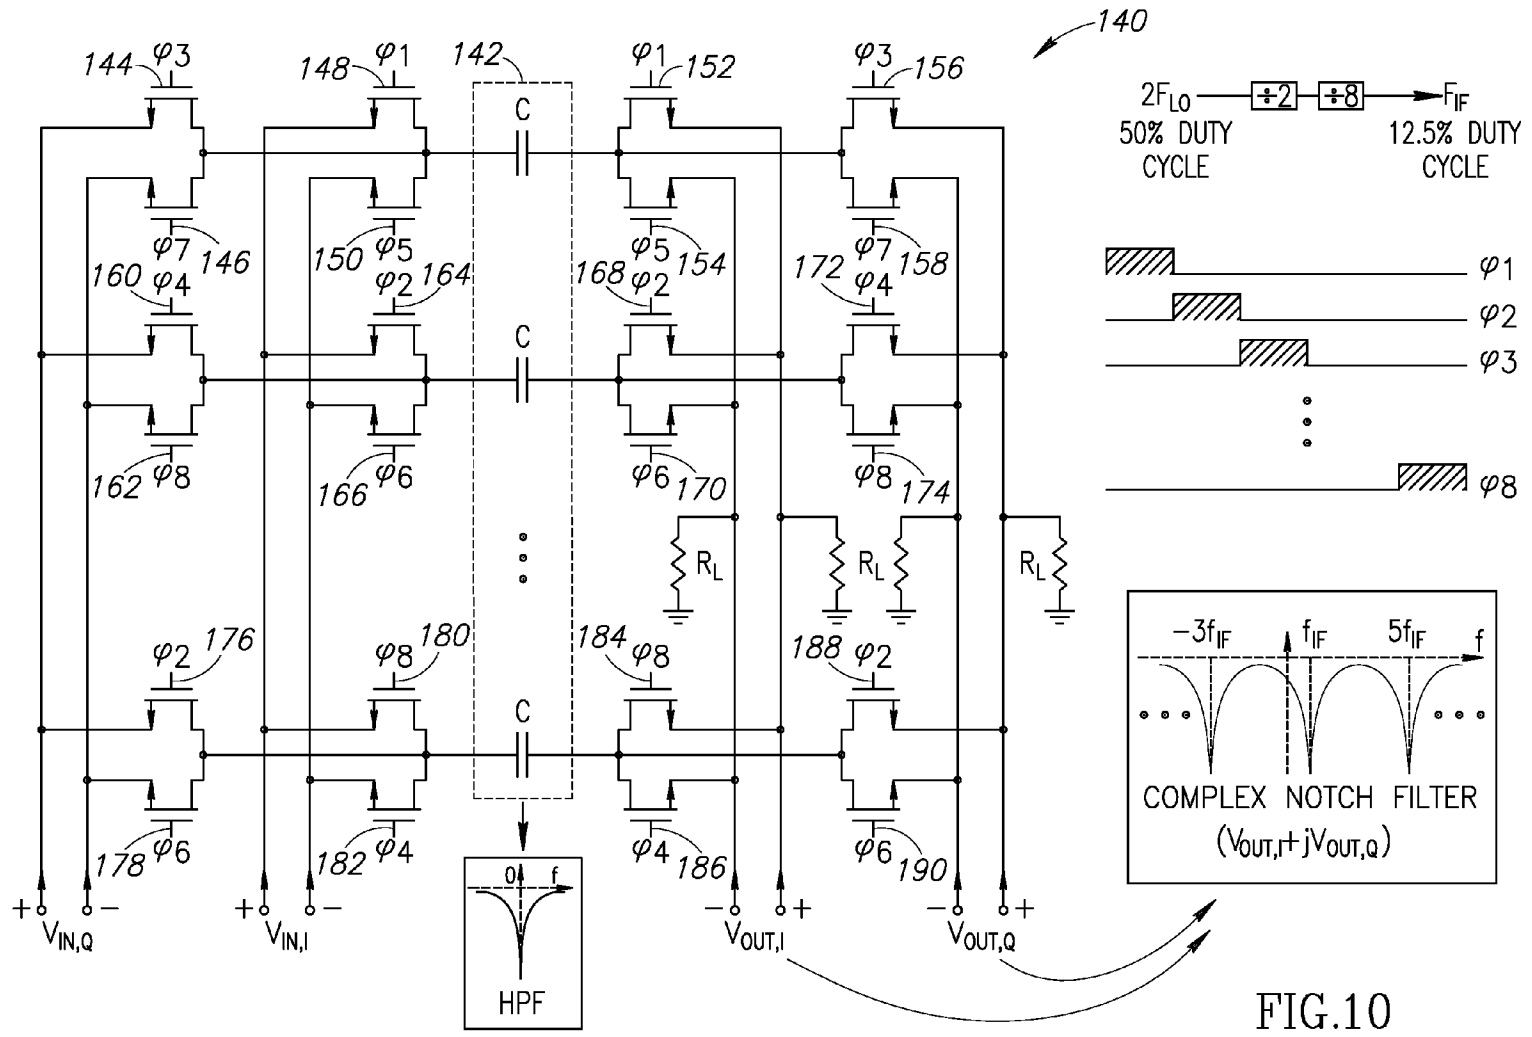 140
φ3 φ1 φ1 φ3
144 148 142 152 156
C
2F_LO ÷2 ÷8 F_IF
50% DUTY CYCLE
12.5% DUTY CYCLE
φ7 φ5 φ5 φ7
146 150 154 158
160 164 168 172
φ4 φ2 φ2 φ4
C
φ1
φ2
φ3
φ8
φ8 φ6 φ6 φ8
162 166 170 174
R_L R_L R_L
176 180 184 188
φ2 φ8 φ8 φ2
C
φ6 φ4 φ4 φ6
178 182 186 190
-3f_IF f_IF 5f_IF f
COMPLEX NOTCH FILTER
(V_OUT,I+jV_OUT,Q)
0 f
HPF
+ - + - - + - +
V_IN,Q V_IN,I V_OUT,I V_OUT,Q
FIG.10